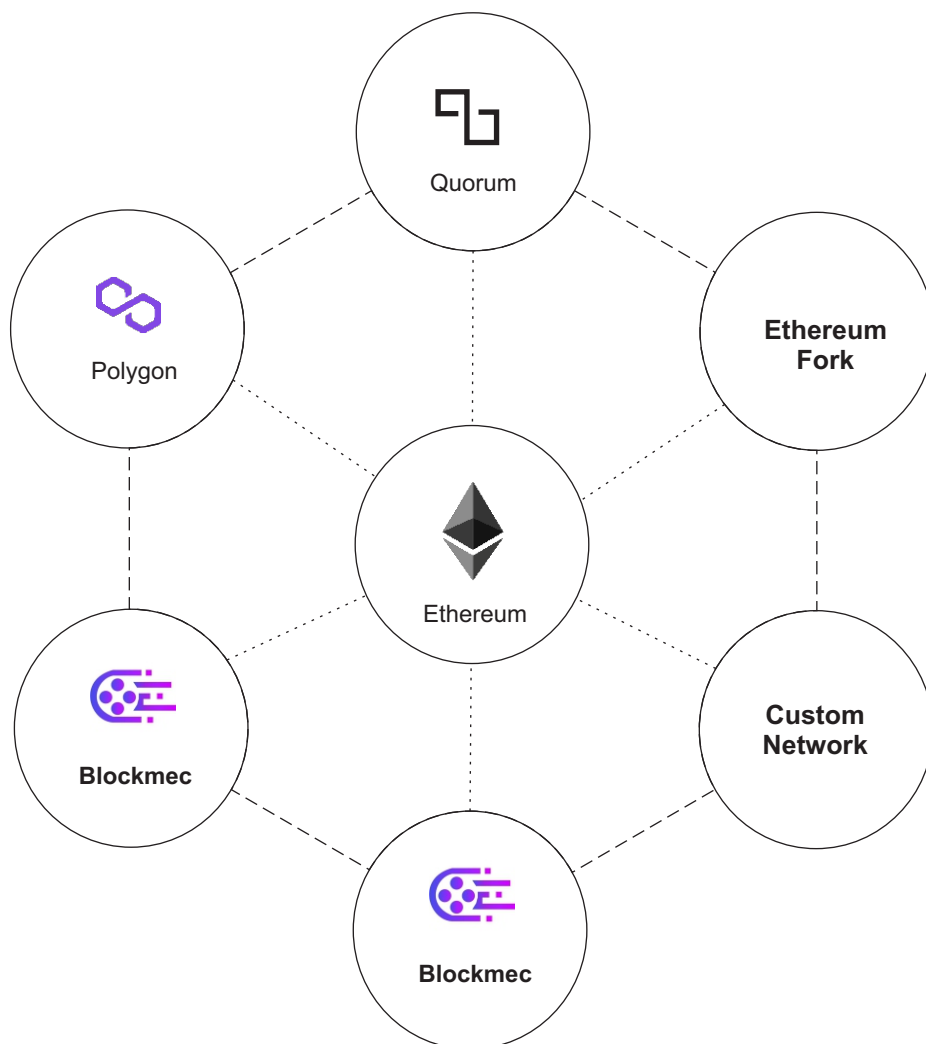 Quorum
Polygon
Ethereum
Fork
Ethereum
Blockmec
Custom
Network
Blockmec